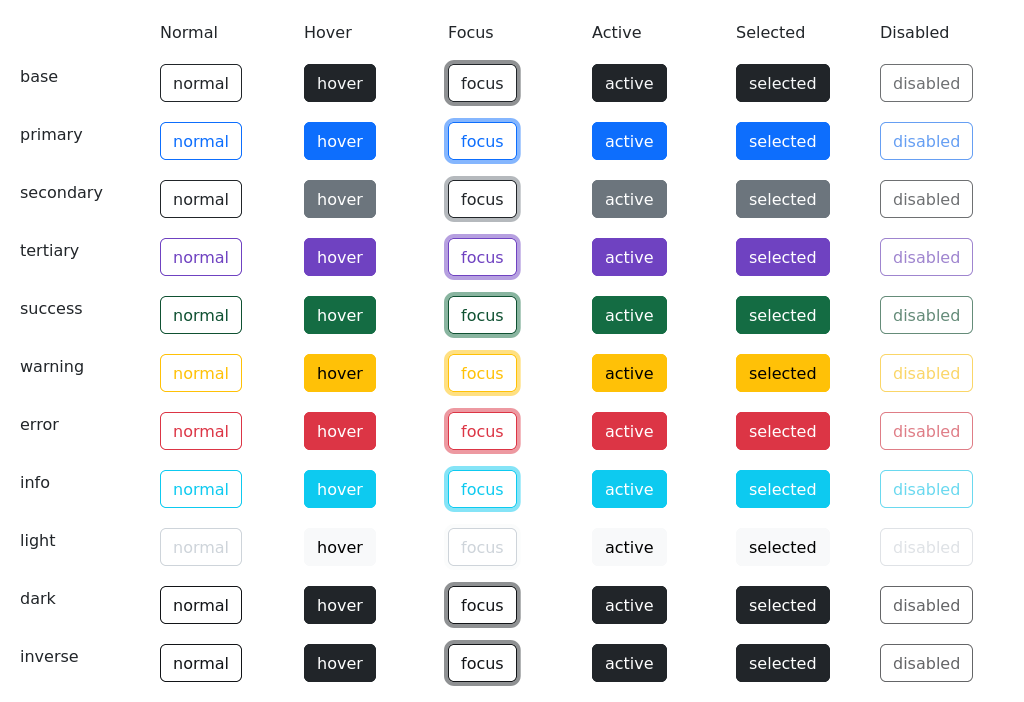 Normal Hover Focus Active Selected Disabled
base normal hover focus active selected disabled
primary normal hover focus active selected disabled
secondary normal hover focus active selected disabled
tertiary normal hover focus active selected disabled
success normal hover focus active selected disabled
warning normal hover focus active selected disabled
error normal hover focus active selected disabled
info normal hover focus active selected disabled
light normal hover focus active selected disabled
dark normal hover focus active selected disabled
inverse normal hover focus active selected disabled